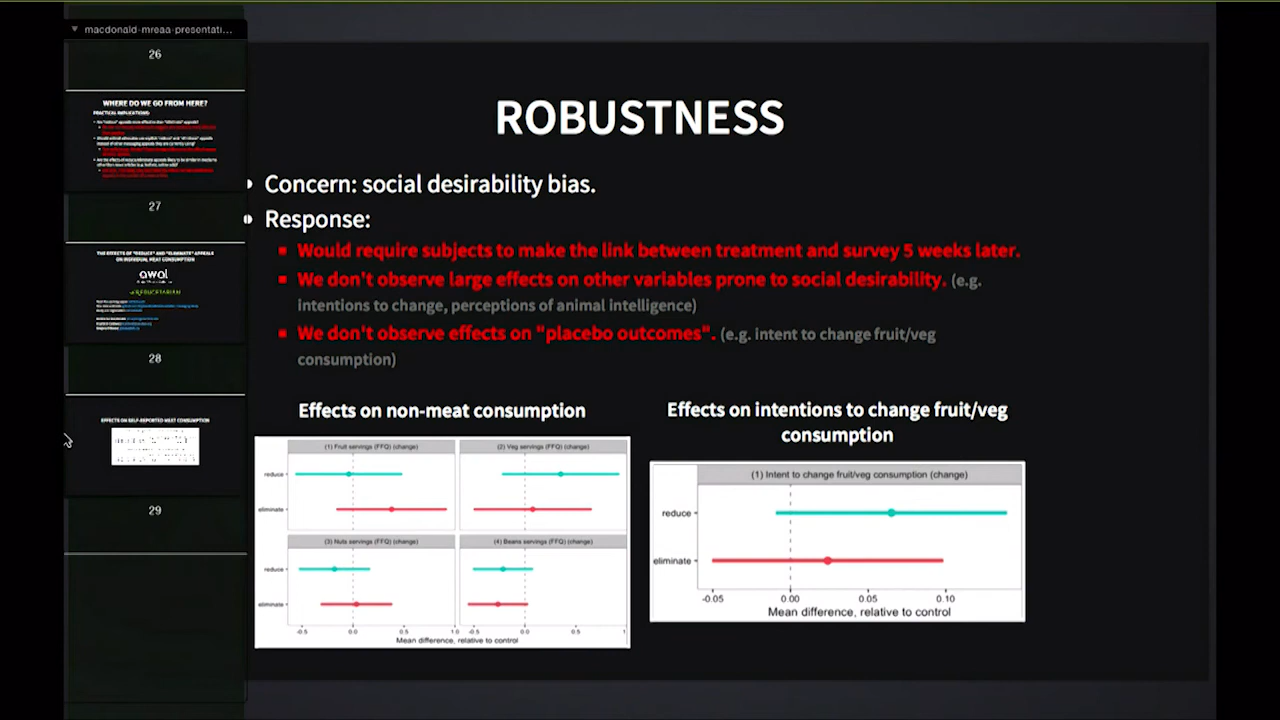 macdonald-mreaa-presentati...
26
WHERE DO WE GO FROM HERE?
PRACTICAL IMPLICATIONS:
27
THE EFFECTS OF "REDUCE" AND "ELIMINATE" APPEALS
ON INDIVIDUAL MEAT CONSUMPTION
28
EFFECTS ON SELF-REPORTED MEAT CONSUMPTION
29
ROBUSTNESS
Concern: social desirability bias.
Response:
Would require subjects to make the link between treatment and survey 5 weeks later.
We don't observe large effects on other variables prone to social desirability. (e.g.
intentions to change, perceptions of animal intelligence)
We don't observe effects on "placebo outcomes". (e.g. intent to change fruit/veg
consumption)
Effects on non-meat consumption
(1) Fruit servings (FFQ) (change)
(2) Veg servings (FFQ) (change)
reduce
eliminate
(3) Nuts servings (FFQ) (change)
(4) Beans servings (FFQ) (change)
reduce
eliminate
-0.5 0.0 0.5 1.0 -0.5 0.0 0.5 1
Mean difference, relative to control
Effects on intentions to change fruit/veg
consumption
(1) Intent to change fruit/veg consumption (change)
reduce
eliminate
-0.05 0.00 0.05 0.10
Mean difference, relative to control